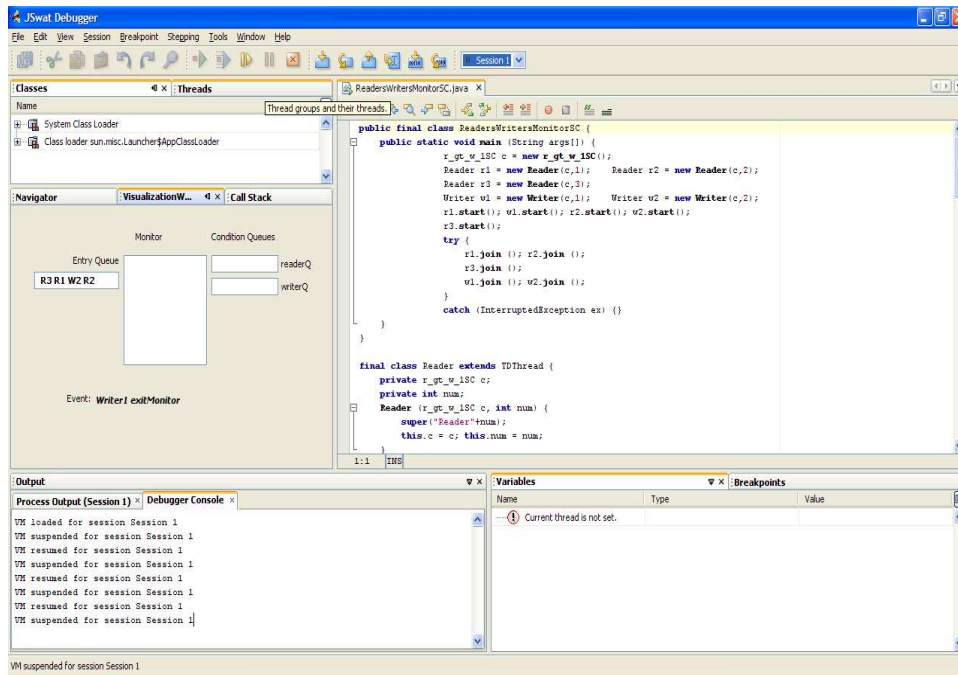 JSwat Debugger
File Edit View Session Breakpoint Stepping Tools Window Help
Session 1
Classes Threads
Name
Thread groups and their threads.
System Class Loader
Class loader sun.misc.Launcher$AppClassLoader
Navigator VisualizationW... Call Stack
Monitor Condition Queues
Entry Queue
R3 R1 W2 R2
readerQ
writerQ
Event: Writer1 exitMonitor
ReadersWritersMonitorSC.java
public final class ReadersWritersMonitorSC {
public static void main (String args[]) {
r_gt_w_1SC c = new r_gt_w_1SC();
Reader r1 = new Reader(c,1); Reader r2 = new Reader(c,2);
Reader r3 = new Reader(c,3);
Writer w1 = new Writer(c,1); Writer w2 = new Writer(c,2);
r1.start(); w1.start(); r2.start(); w2.start();
r3.start();
try {
r1.join (); r2.join ();
r3.join ();
w1.join (); w2.join ();
}
catch (InterruptedException ex) {}
}
}
final class Reader extends TDThread {
private r_gt_w_1SC c;
private int num;
Reader (r_gt_w_1SC c, int num) {
super("Reader"+num);
this.c = c; this.num = num;
}
1:1 INS
Output
Process Output (Session 1) Debugger Console
VM loaded for session Session 1
VM suspended for session Session 1
VM resumed for session Session 1
VM suspended for session Session 1
VM resumed for session Session 1
VM suspended for session Session 1
VM resumed for session Session 1
VM suspended for session Session 1
Variables Breakpoints
Name Type Value
Current thread is not set.
VM suspended for session Session 1